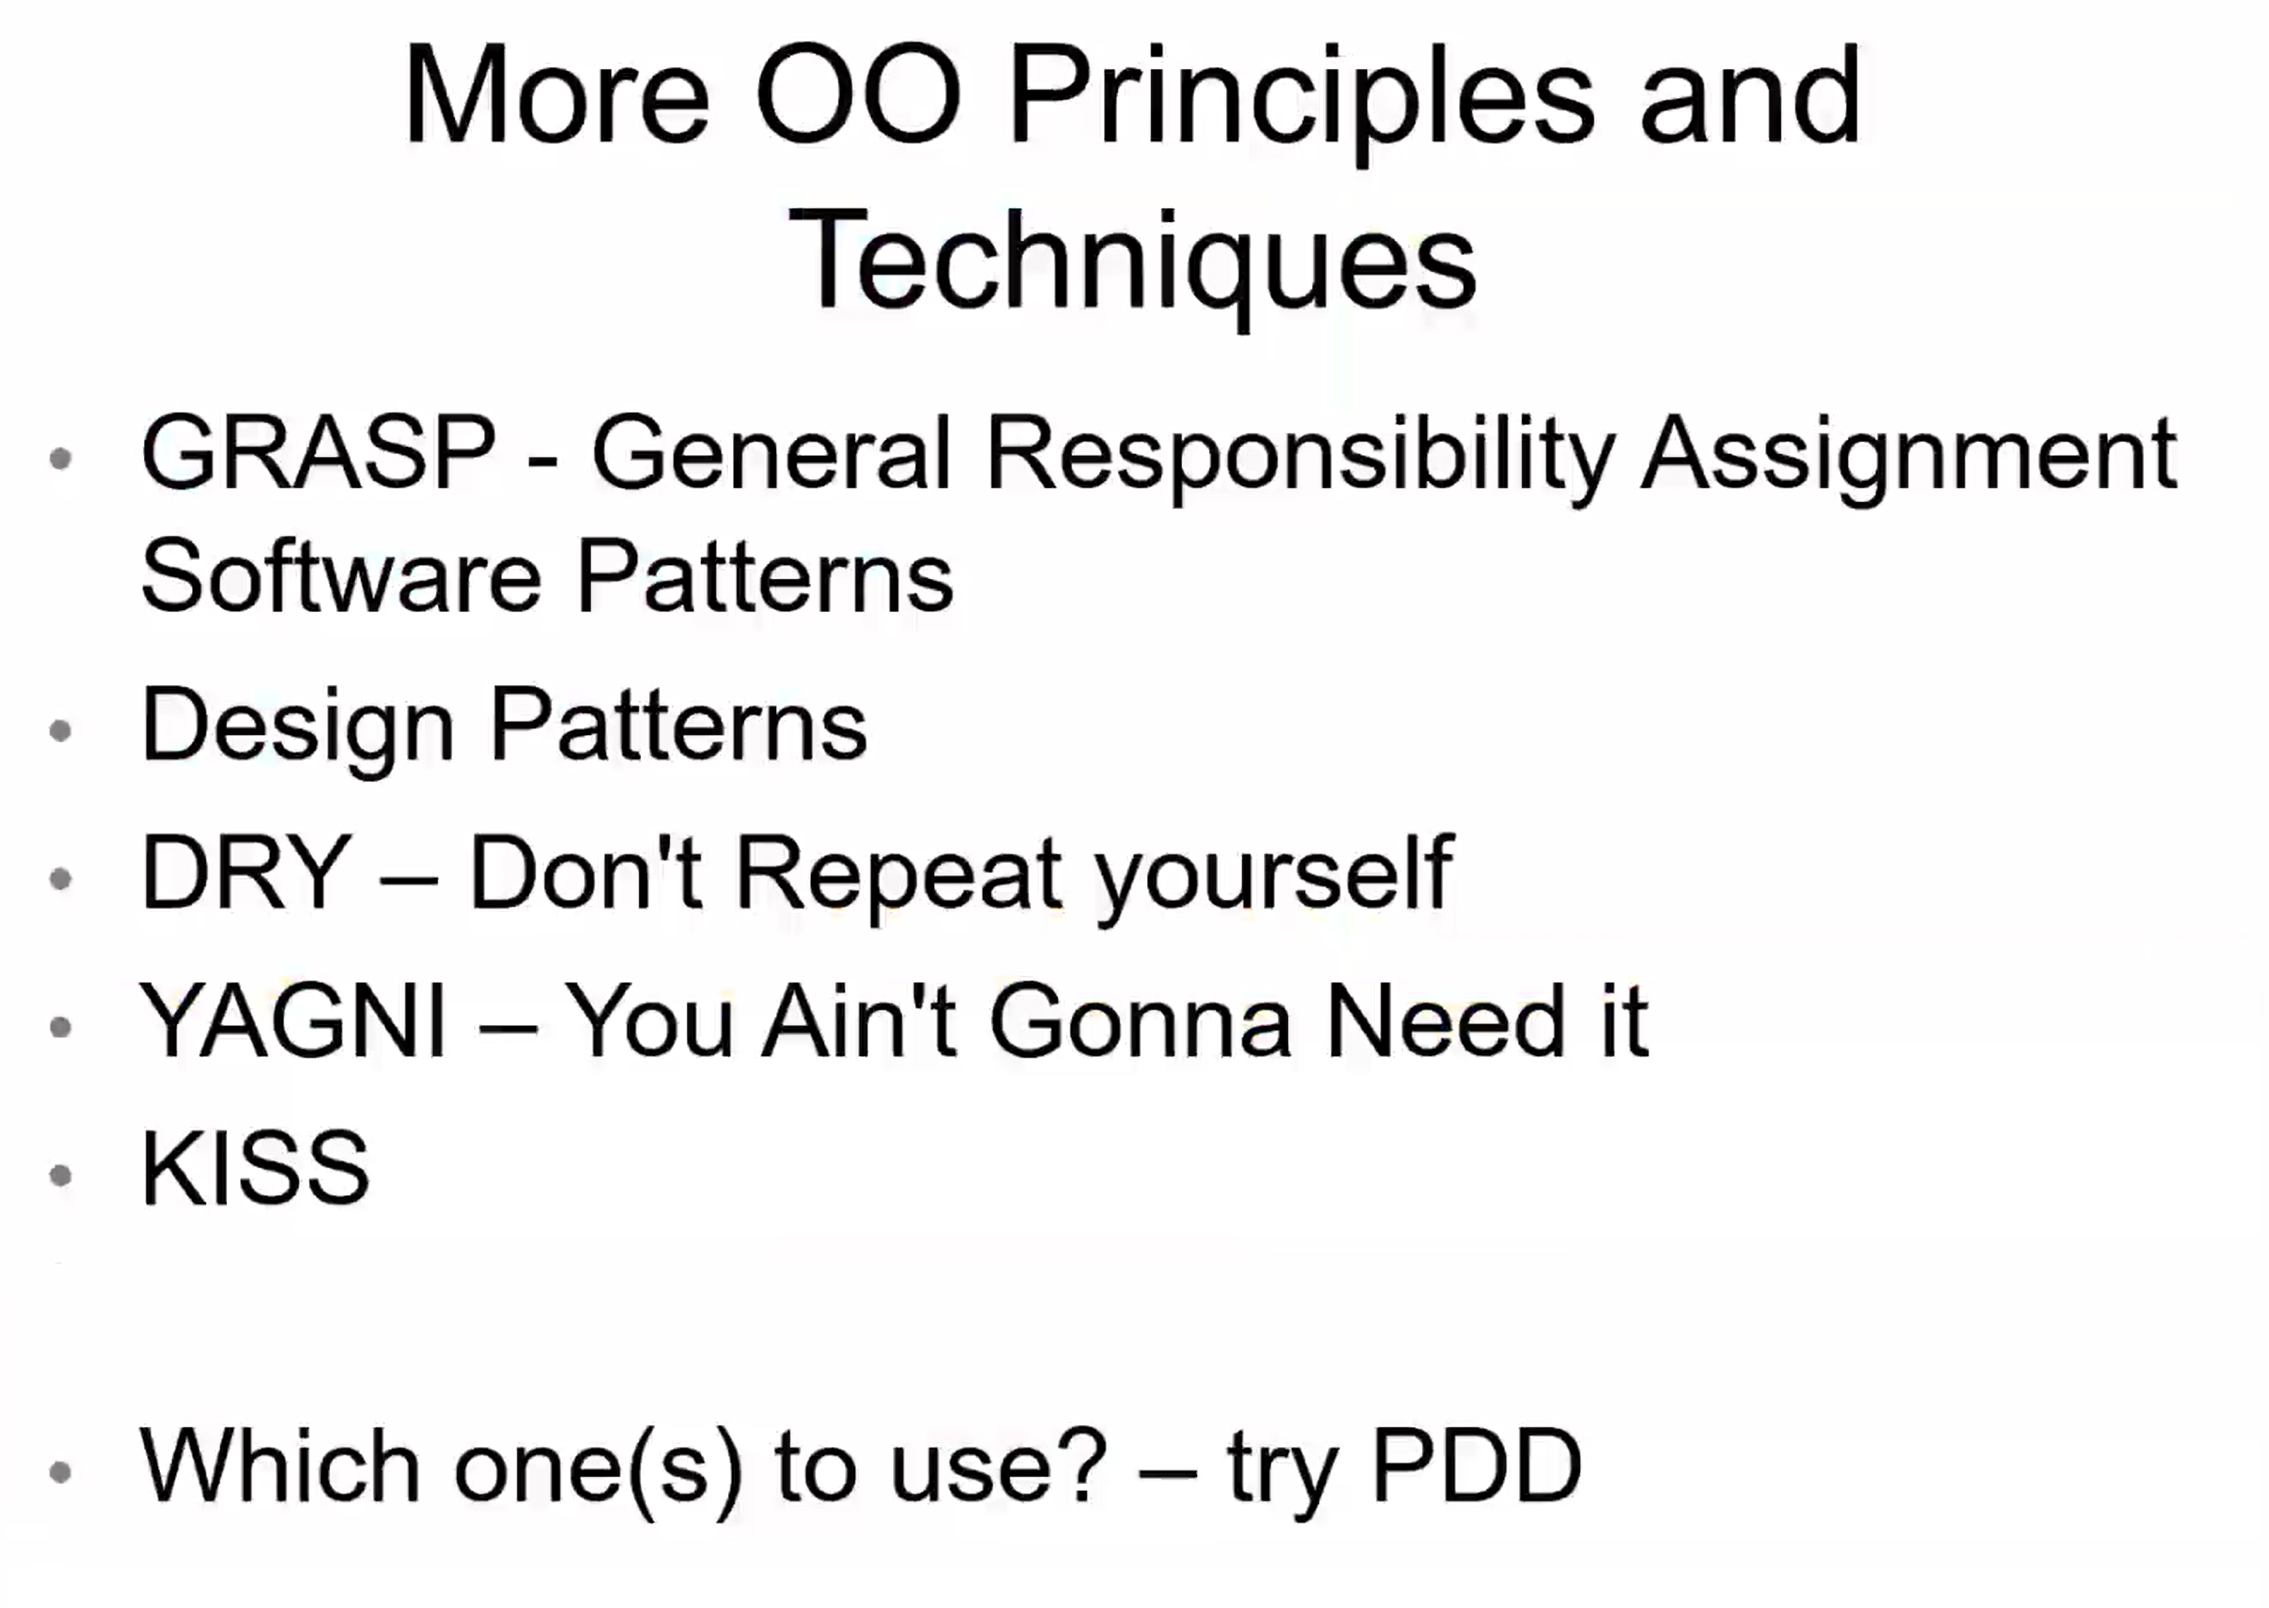 More OO Principles and
Techniques
• GRASP - General Responsibility Assignment
Software Patterns
• Design Patterns
• DRY – Don't Repeat yourself
• YAGNI – You Ain't Gonna Need it
• KISS
• Which one(s) to use? – try PDD